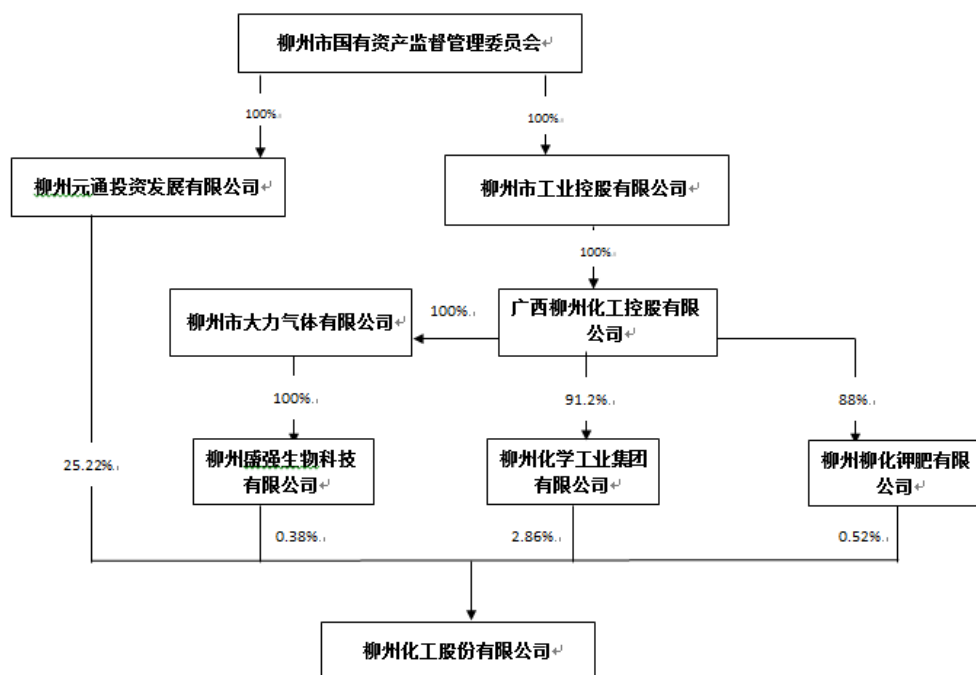 柳州市国有资产监督管理委员会
100%
100%
柳州元通投资发展有限公司
柳州市工业控股有限公司
100%
柳州市大力气体有限公司
100%
广西柳州化工控股有限
公司
100%
91.2%
88%
25.22%
柳州盛强生物科技
有限公司
柳州化学工业集团
有限公司
柳州柳化钾肥有限
公司
0.38%
2.86%
0.52%
柳州化工股份有限公司